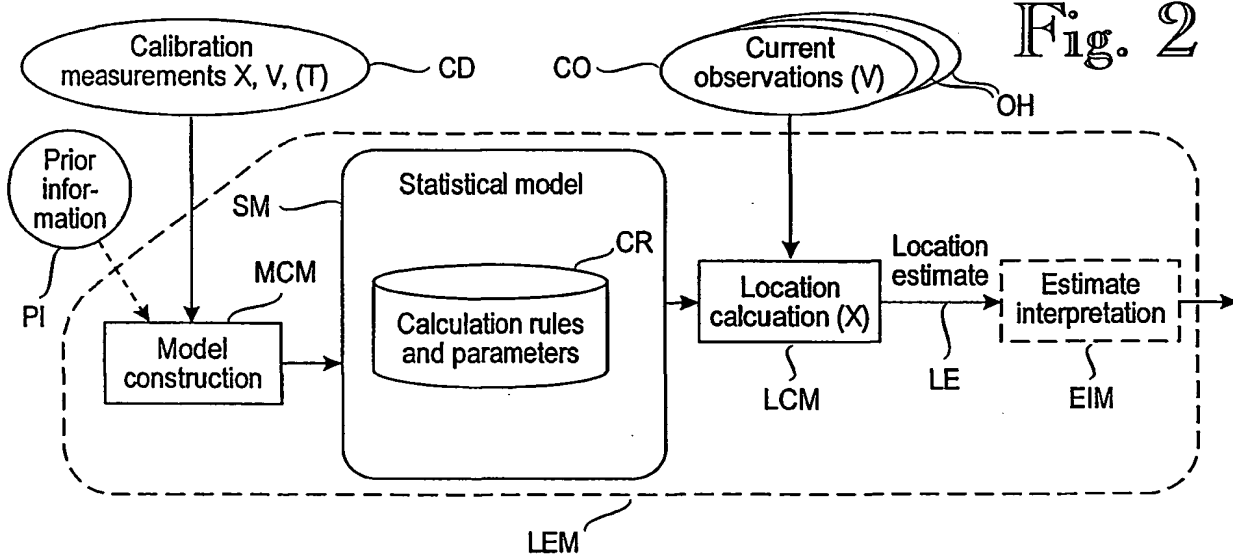 Fig. 2
Calibration
measurements X, V, (T)
CD
CO
Current
observations (V)
OH
Prior
infor-
mation
PI
SM
Statistical model
MCM
CR
Model
construction
Calculation rules
and parameters
Location
calcuation (X)
LCM
Location
estimate
LE
Estimate
interpretation
EIM
LEM